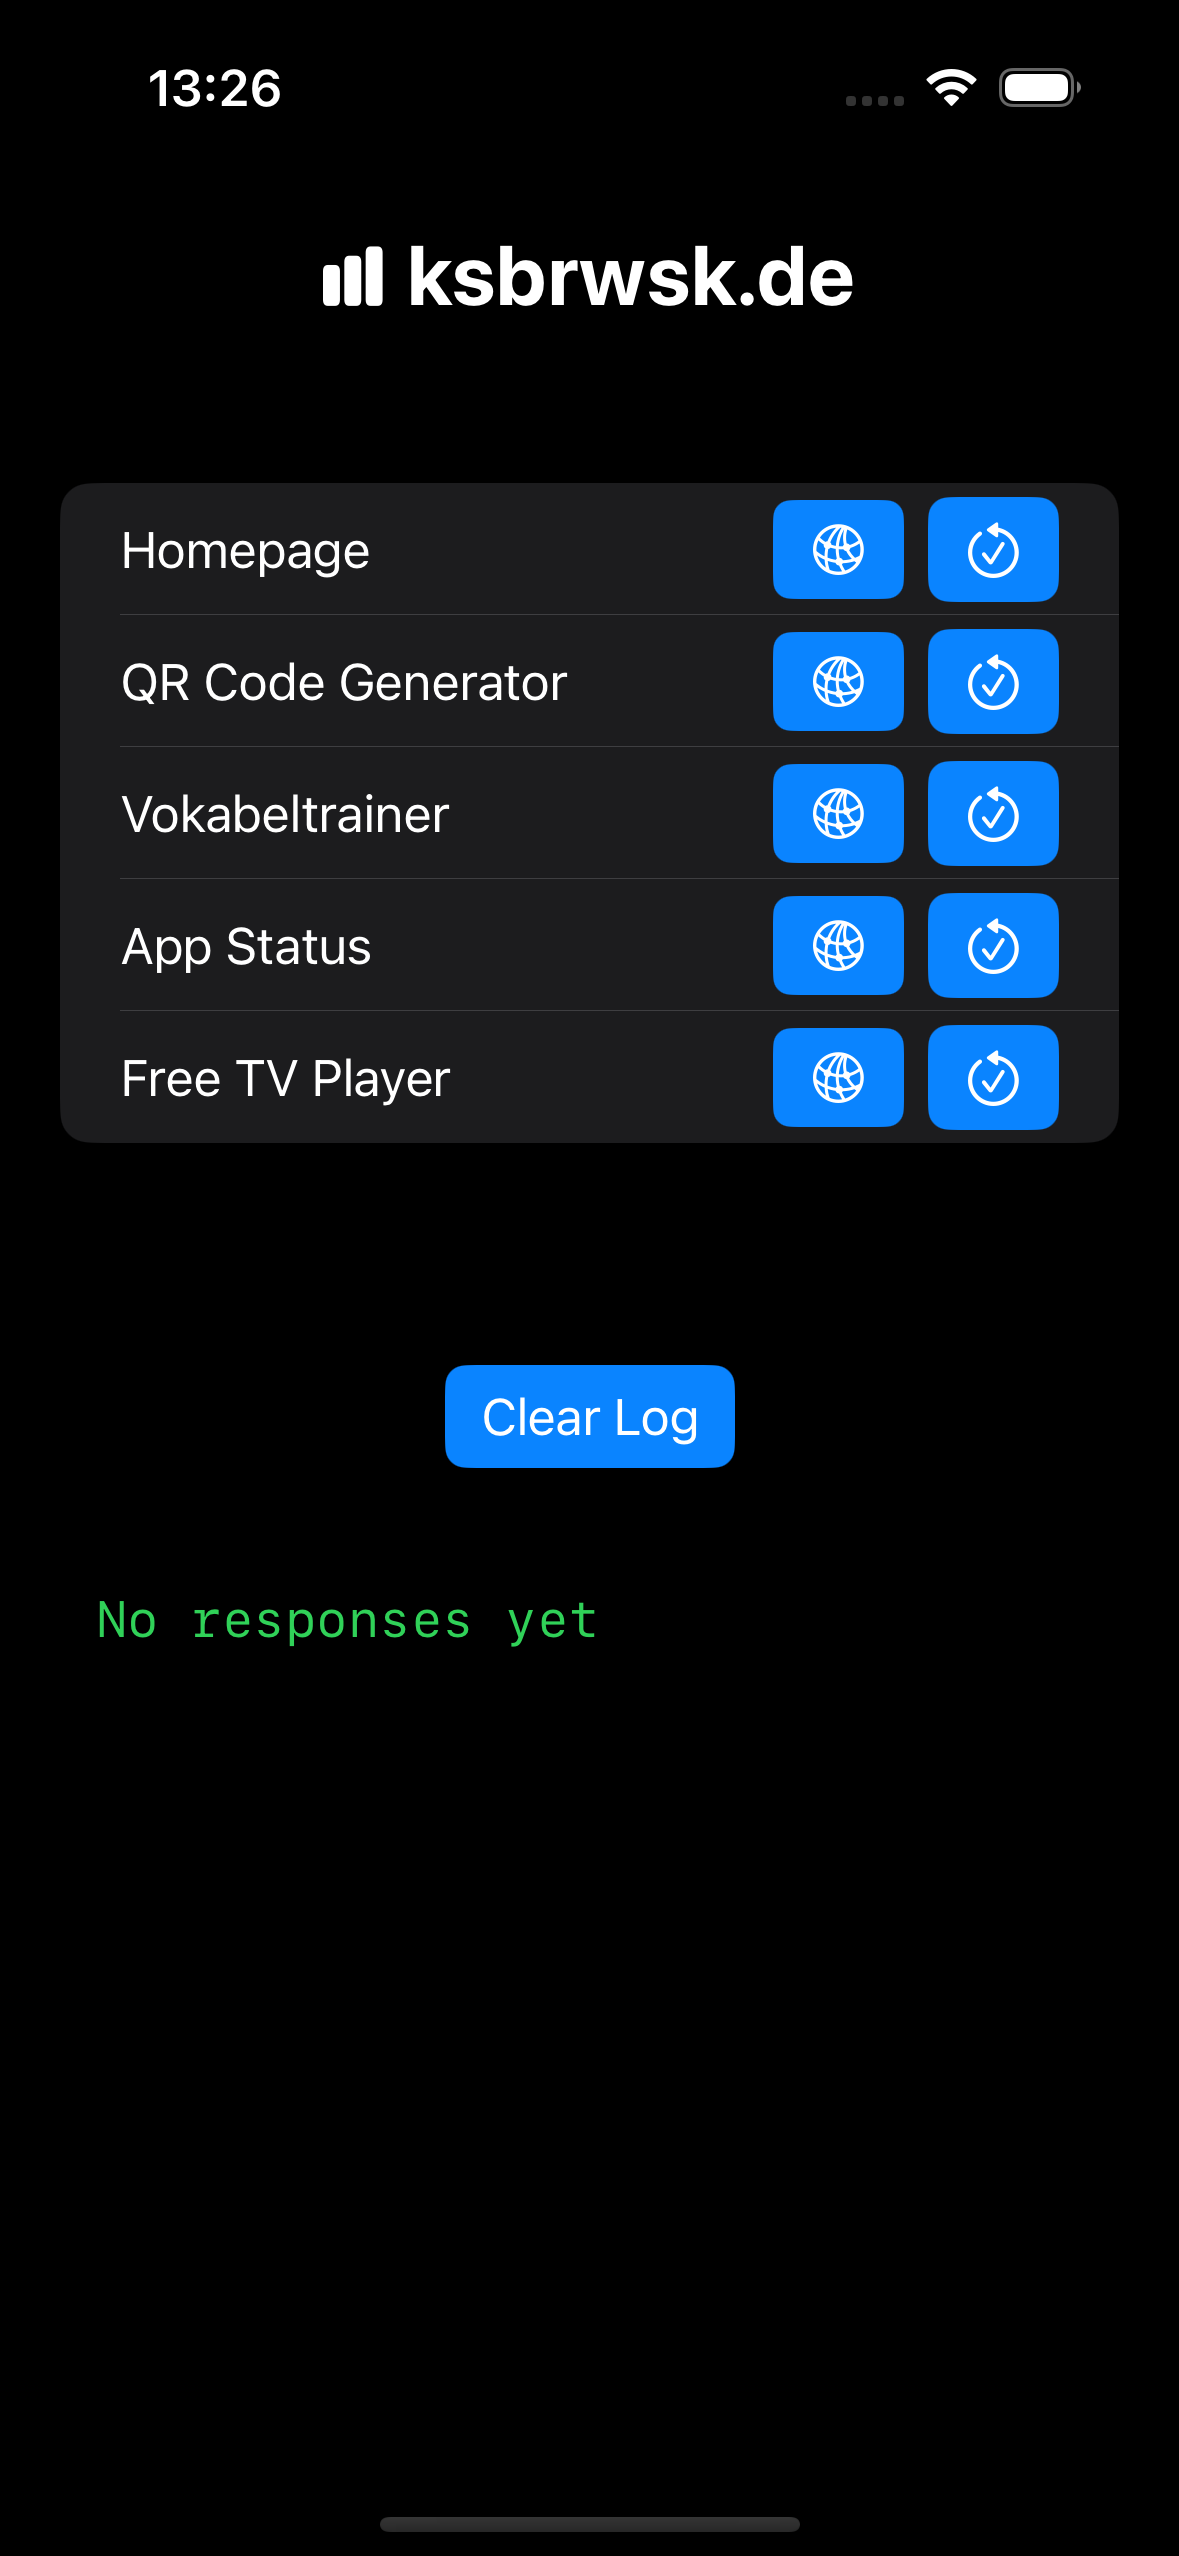 13:26
ksbrwsk.de
Homepage
QR Code Generator
Vokabeltrainer
App Status
Free TV Player
Clear Log
No responses yet